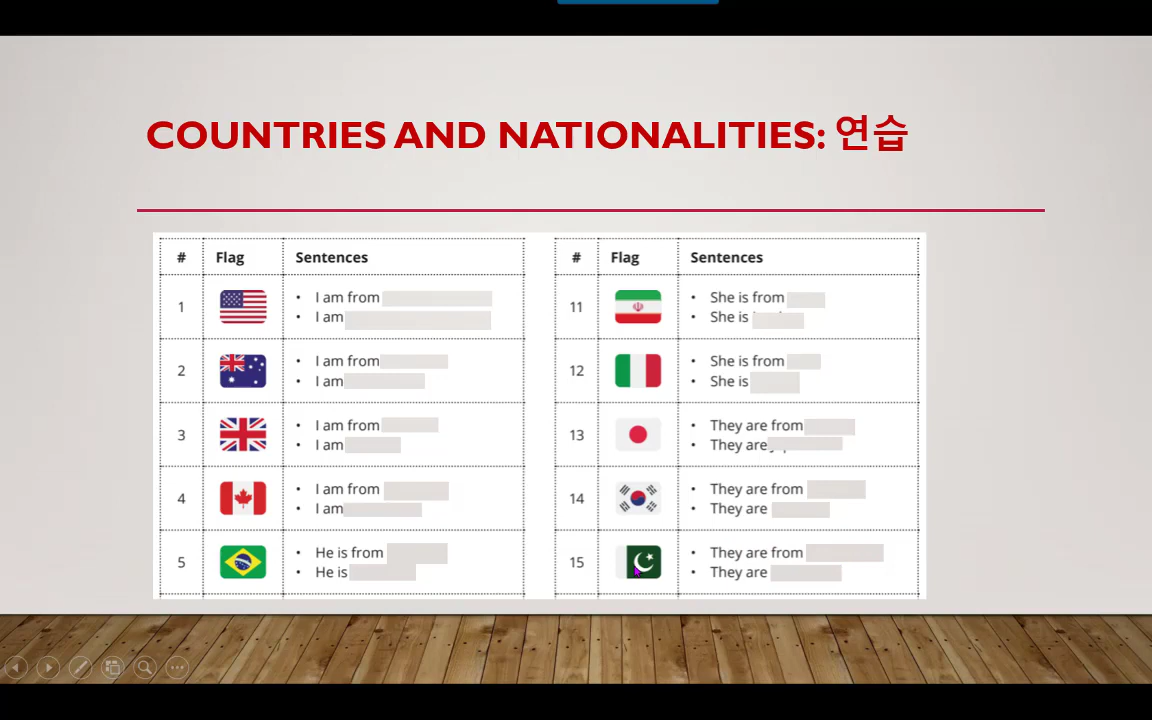 COUNTRIES AND NATIONALITIES: 연습
# Flag Sentences
1
• I am from
• I am
2
• I am from
• I am
3
• I am from
• I am
4
• I am from
• I am
5
• He is from
• He is
# Flag Sentences
11
• She is from
• She is
12
• She is from
• She is
13
• They are from
• They are
14
• They are from
• They are
15
• They are from
• They are